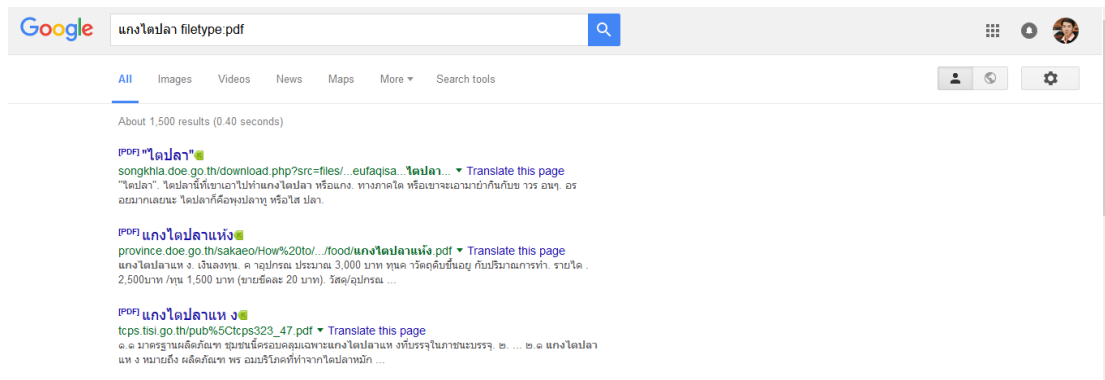 Google
แกงไตปลา filetype:pdf
All Images Videos News Maps More Search tools
About 1,500 results (0.40 seconds)
[PDF] "ไตปลา"
songkhla.doe.go.th/download.php?src=files/...eufaqisa...ไตปลา... Translate this page
"ไตปลา". ไตปลานี้ที่เขาเอาไปทำแกงไตปลา หรือแกง. ทางภาคใต หรือเขาจะเอามายำกินกับข าวร อนๆ. อร
อยมากเลยนะ ไตปลาก็คือพุงปลาทู หรือไส ปลา.
[PDF] แกงไตปลาแห้ง
province.doe.go.th/sakaeo/How%20to/.../food/แกงไตปลาแห้ง.pdf Translate this page
แกงไตปลาแห ง. เงินลงทุน. ค าอุปกรณ ประมาณ 3,000 บาท ทุนค าวัตถุดิบขึ้นอยู กับปริมาณการทำ. รายได .
2,500บาท /ทุน 1,500 บาท (ขายขีดละ 20 บาท). วัสดุ/อุปกรณ ...
[PDF] แกงไตปลาแห ง
tcps.tisi.go.th/pub%5Ctcps323_47.pdf Translate this page
๑.๑ มาตรฐานผลิตภัณฑ ชุมชนนี้ครอบคลุมเฉพาะแกงไตปลาแห งที่บรรจุในภาชนะบรรจุ. ๒. ... ๒.๑ แกงไตปลา
แห ง หมายถึง ผลิตภัณฑ พร อมบริโภคที่ทำจากไตปลาหมัก ...